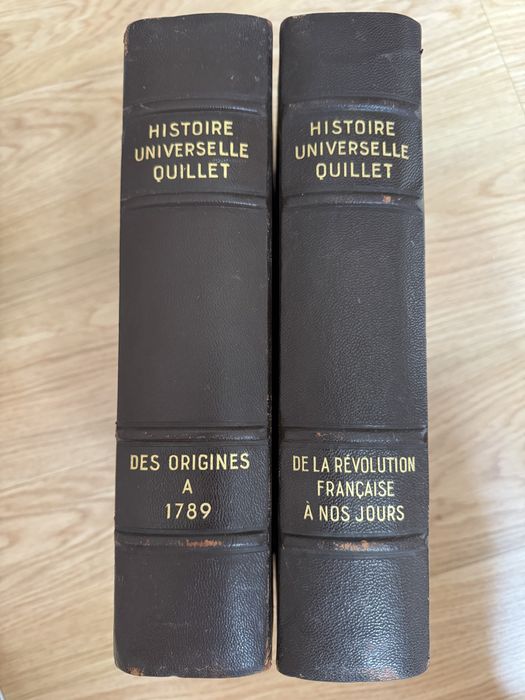 HISTOIRE
UNIVERSELLE
QUILLET
DES ORIGINES
A
1789
HISTOIRE
UNIVERSELLE
QUILLET
DE LA RÉVOLUTION
FRANÇAISE
À NOS JOURS